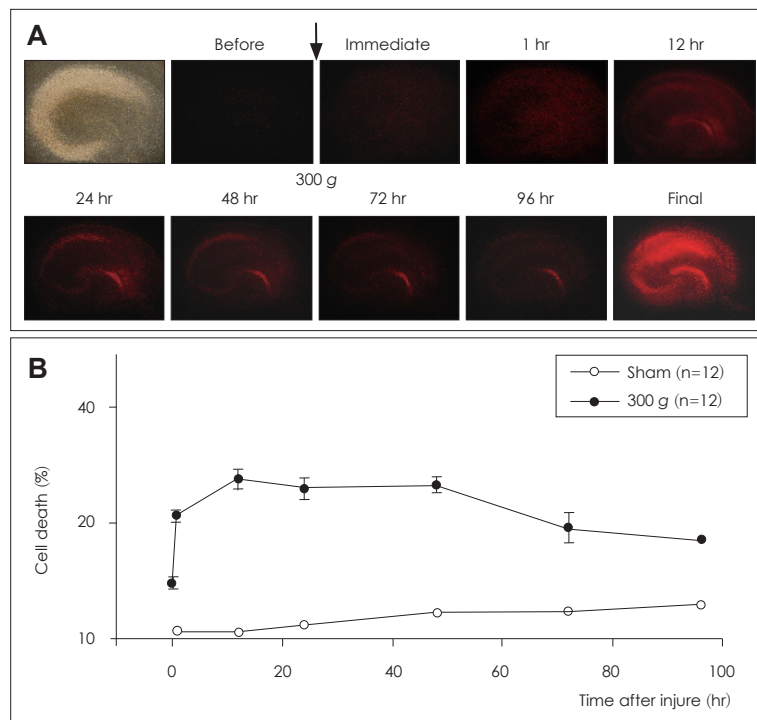 A
Before
Immediate
1 hr
12 hr
300 g
24 hr
48 hr
72 hr
96 hr
Final
B
Sham (n=12)
300 g (n=12)
40
20
10
Cell death (%)
0
20
40
60
80
100
Time after injure (hr)